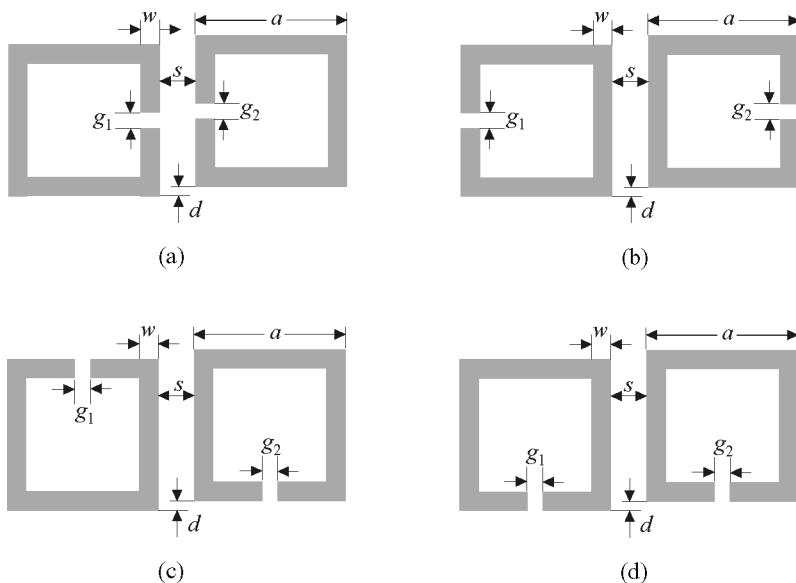 w a w a
s s
g1 g2 g1 g2
d d
(a) (b)
w a w a
s s
g1
g2 g1 g2
d d
(c) (d)